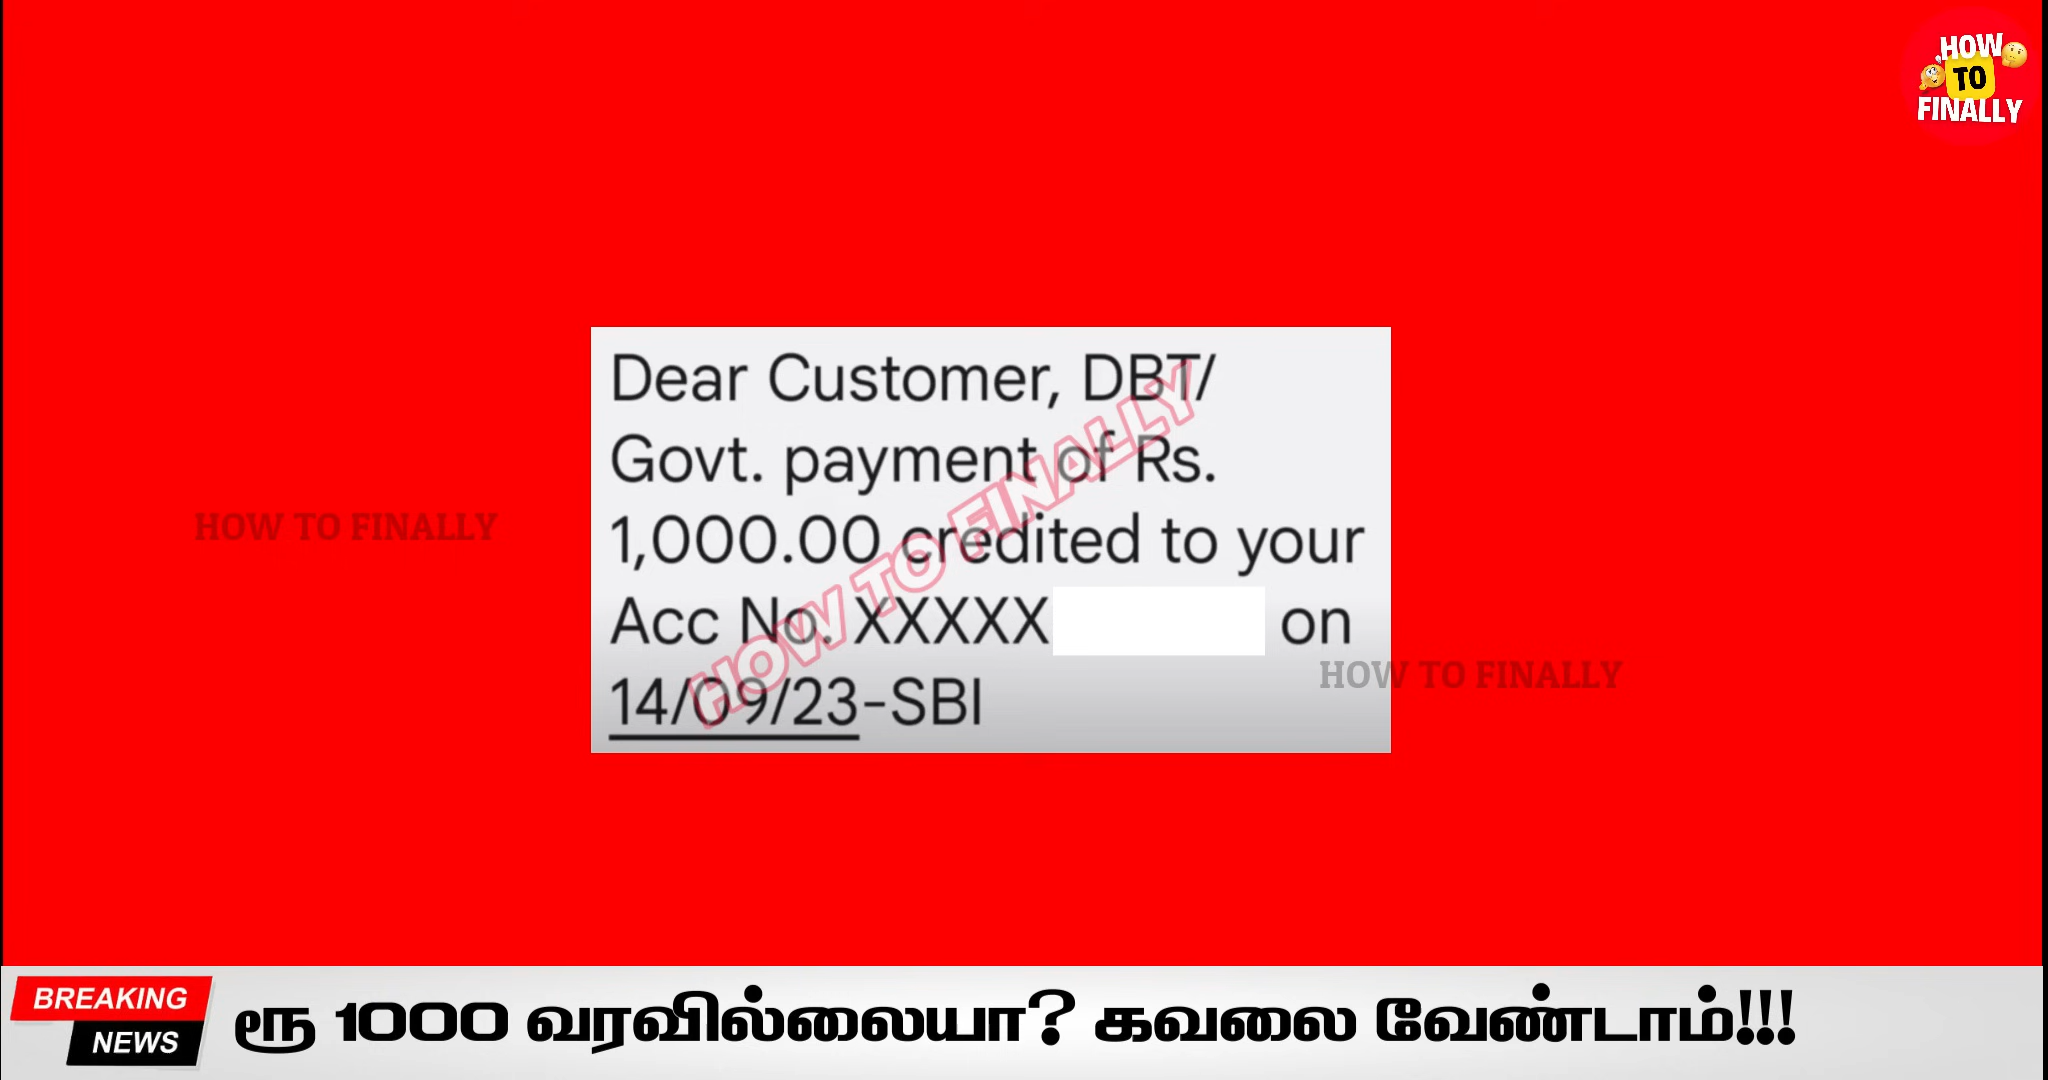 HOW
TO
FINALLY
Dear Customer, DBT/
Govt. payment of Rs.
1,000.00 credited to your
Acc No. XXXXX on
14/09/23-SBI
HOW TO FINALLY
HOW TO FINALLY
HOW TO FINALLY
BREAKING
NEWS
ரூ 1000 வரவில்லையா? கவலை வேண்டாம்!!!